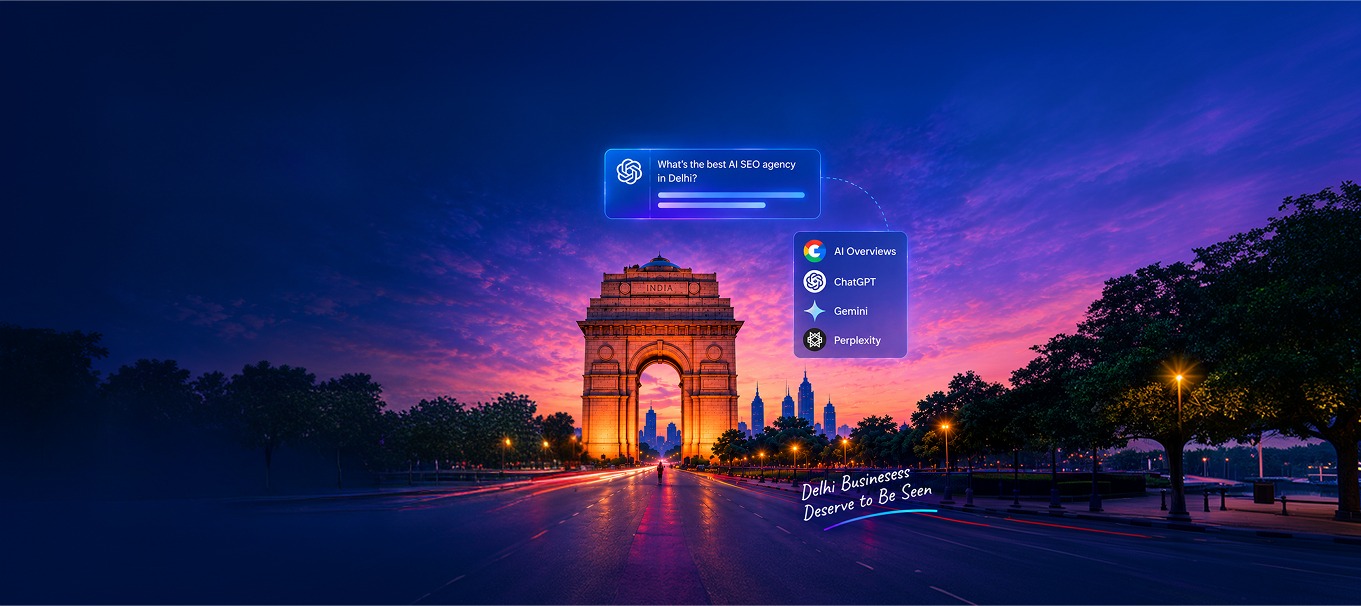 What's the best AI SEO agency
in Delhi?
AI Overviews
ChatGPT
Gemini
Perplexity
INDIA
Delhi Businesess
Deserve to Be Seen